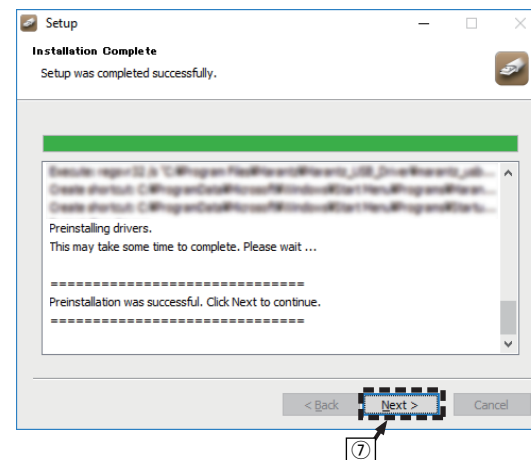 Setup
Installation Complete
Setup was completed successfully.
Preinstalling drivers.
This may take some time to complete. Please wait ...
==============================
Preinstallation was successful. Click Next to continue.
==============================
< Back Next > Cancel
⑦